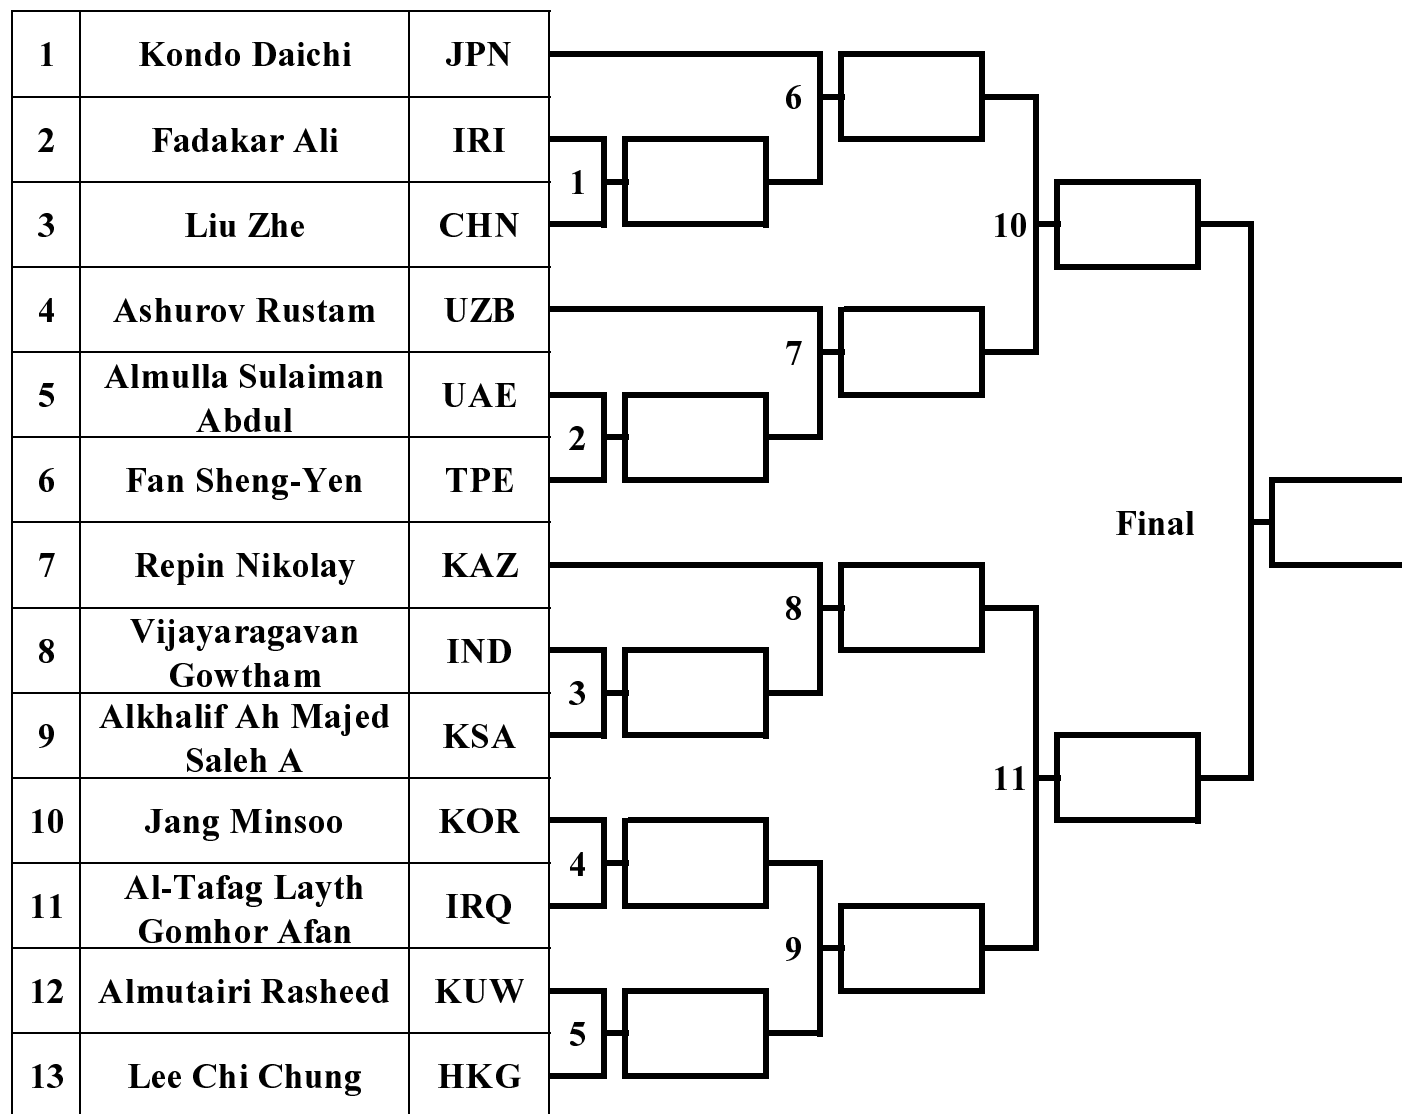 1 Kondo Daichi JPN
6
2 Fadakar Ali IRI
1
3 Liu Zhe CHN
10
4 Ashurov Rustam UZB
7
Almulla Sulaiman
5 UAE
Abdul
2
6 Fan Sheng-Yen TPE
Final
7 Repin Nikolay KAZ
8
Vijayaragavan
8 IND
Gowtham
3
Alkhalif Ah Majed
9 KSA
Saleh A
11
10 Jang Minsoo KOR
4
Al-Tafag Layth
11 IRQ
Gomhor Afan
9
12 Almutairi Rasheed KUW
5
13 Lee Chi Chung HKG